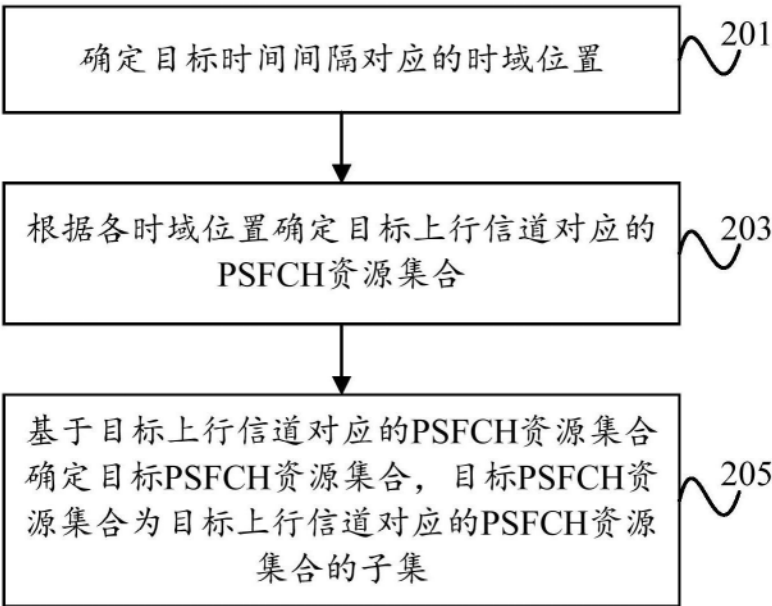 确定目标时间间隔对应的时域位置
201
根据各时域位置确定目标上行信道对应的
PSFCH资源集合
203
基于目标上行信道对应的PSFCH资源集合
确定目标PSFCH资源集合，目标PSFCH资
源集合为目标上行信道对应的PSFCH资源
集合的子集
205